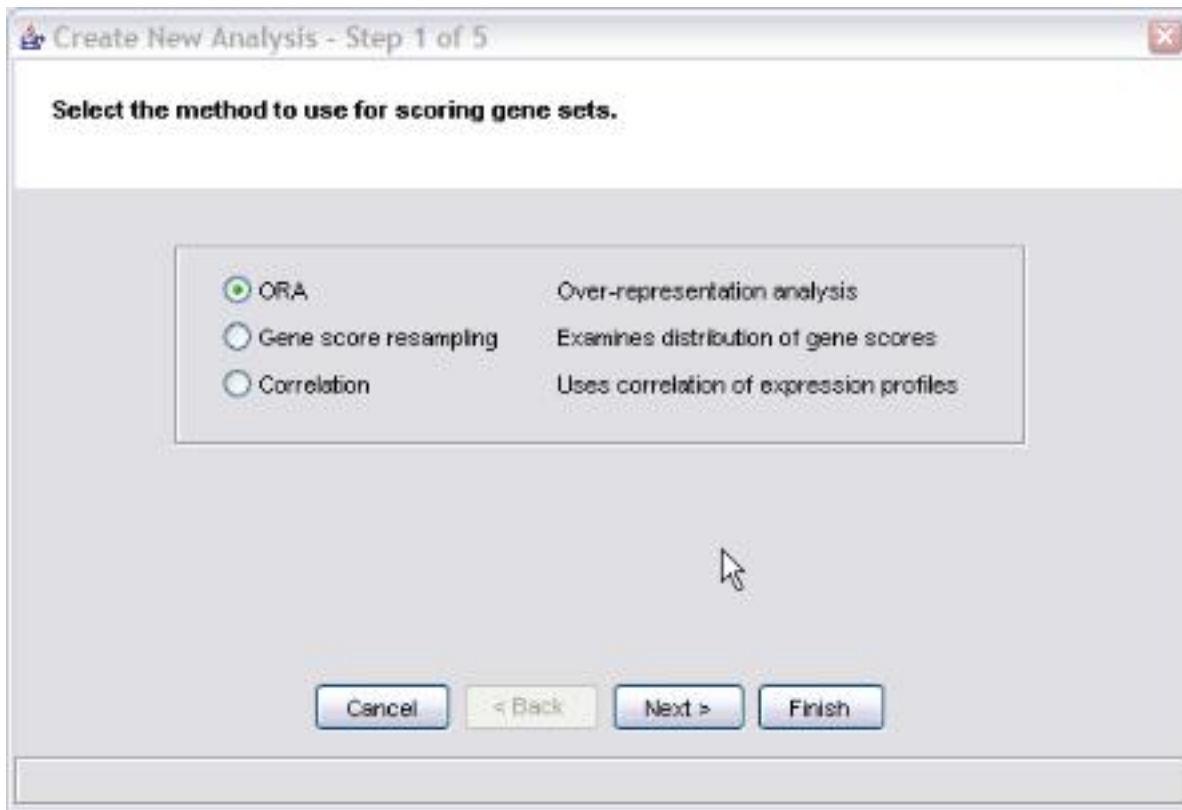 Create New Analysis - Step 1 of 5
Select the method to use for scoring gene sets.
ORA Over-representation analysis
Gene score resampling Examines distribution of gene scores
Correlation Uses correlation of expression profiles
Cancel < Back Next > Finish